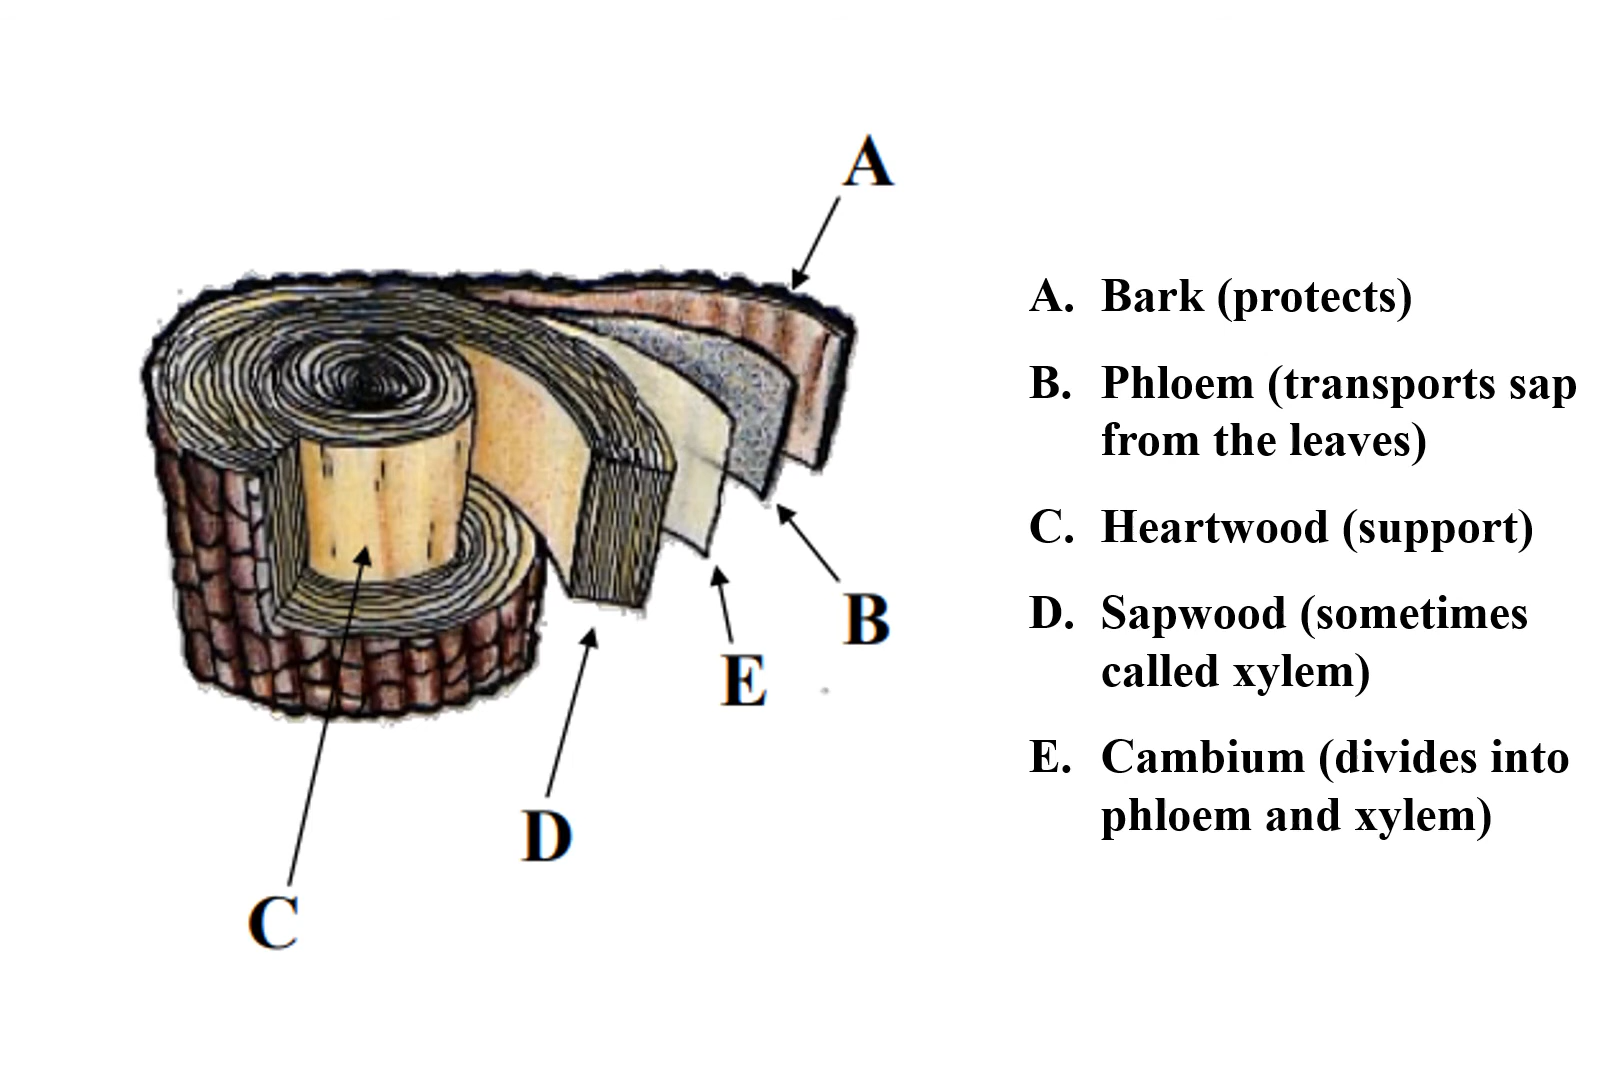 A
A. Bark (protects)
B. Phloem (transports sap
from the leaves)
C. Heartwood (support)
D. Sapwood (sometimes
called xylem)
E. Cambium (divides into
phloem and xylem)
B
E
D
C